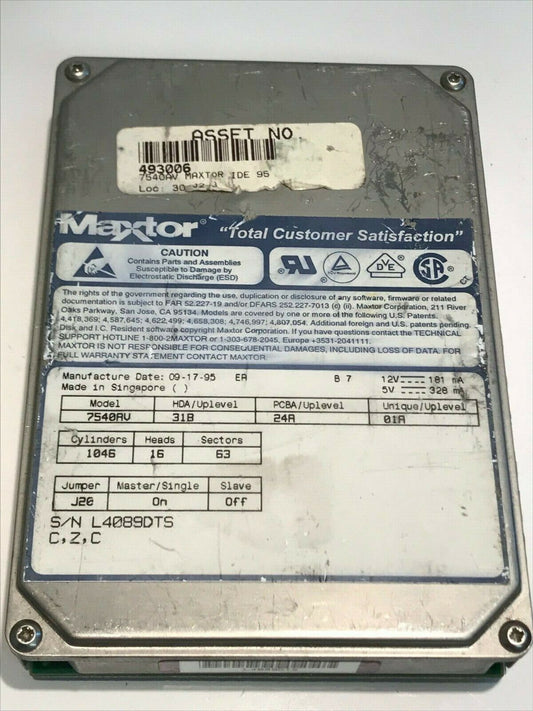 ASSET NO
493006
7540AV MAXTOR IDE 95
Loc: 30
Maxtor® "Total Customer Satisfaction"
CAUTION
Contains Parts and Assemblies
Susceptible to Damage by
Electrostatic Discharge (ESD)
The rights of the government regarding the use, duplication or disclosure of any software, firmware or related
documentation is subject to FAR 52.227-19 and/or DFARS 252.227-7013 (c) (ii). Maxtor Corporation, 211 River
Oaks Parkway, San Jose, CA 95134. Models are covered by one or more of the following U.S. Patents.
4,418,369; 4,587,645; 4,622,499; 4,658,308; 4,746,997; 4,807,054. Additional foreign and U.S. patents pending.
Disk and I.C. Resident software copyright Maxtor Corporation. If you have questions contact the TECHNICAL
SUPPORT HOTLINE 1-800-2MAXTOR or 1-303-678-2045. Europe +3531-2041111.
MAXTOR IS NOT RESPONSIBLE FOR CONSEQUENTIAL DAMAGES, INCLUDING LOSS OF DATA FOR
FULL WARRANTY STATEMENT CONTACT MAXTOR
Manufacture Date: 09-17-95 ER B 7 12V 181 mA
Made in Singapore ( ) 5V 328 mA
Model HDA/Uplevel PCBA/Uplevel Unique/Uplevel
7540AV 31B 24A 01A
Cylinders Heads Sectors
1046 16 63
Jumper Master/Single Slave
J20 On Off
S/N L4089DTS
C,Z,C